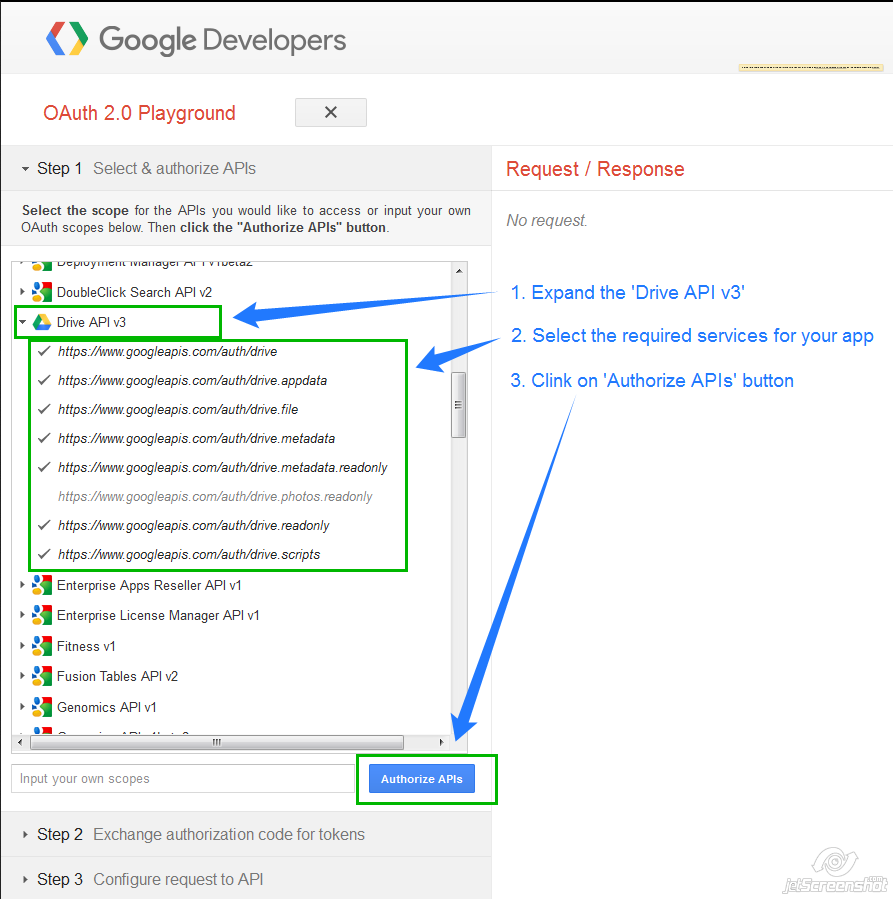 Google Developers
OAuth 2.0 Playground
Step 1 Select & authorize APIs
Select the scope for the APIs you would like to access or input your own
OAuth scopes below. Then click the "Authorize APIs" button.
Deployment Manager API v1beta2
DoubleClick Search API v2
Drive API v3
https://www.googleapis.com/auth/drive
https://www.googleapis.com/auth/drive.appdata
https://www.googleapis.com/auth/drive.file
https://www.googleapis.com/auth/drive.metadata
https://www.googleapis.com/auth/drive.metadata.readonly
https://www.googleapis.com/auth/drive.photos.readonly
https://www.googleapis.com/auth/drive.readonly
https://www.googleapis.com/auth/drive.scripts
Enterprise Apps Reseller API v1
Enterprise License Manager API v1
Fitness v1
Fusion Tables API v2
Genomics API v1
Input your own scopes
Authorize APIs
Step 2 Exchange authorization code for tokens
Step 3 Configure request to API
Request / Response
No request.
1. Expand the 'Drive API v3'
2. Select the required services for your app
3. Clink on 'Authorize APIs' button
jetScreenshot
.com